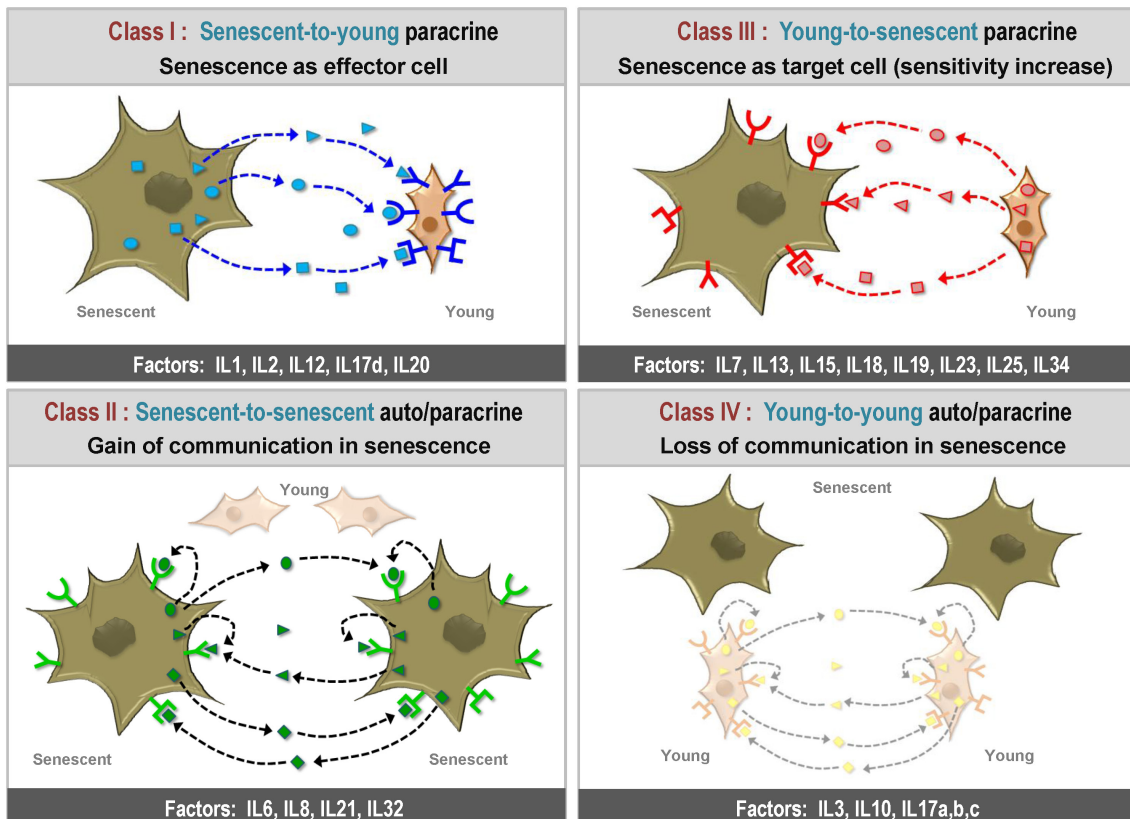 Class I : Senescent-to-young paracrine
Senescence as effector cell
Senescent
Young
Factors: IL1, IL2, IL12, IL17d, IL20
Class III : Young-to-senescent paracrine
Senescence as target cell (sensitivity increase)
Senescent
Young
Factors: IL7, IL13, IL15, IL18, IL19, IL23, IL25, IL34
Class II : Senescent-to-senescent auto/paracrine
Gain of communication in senescence
Young
Senescent
Senescent
Factors: IL6, IL8, IL21, IL32
Class IV : Young-to-young auto/paracrine
Loss of communication in senescence
Senescent
Young
Young
Factors: IL3, IL10, IL17a,b,c